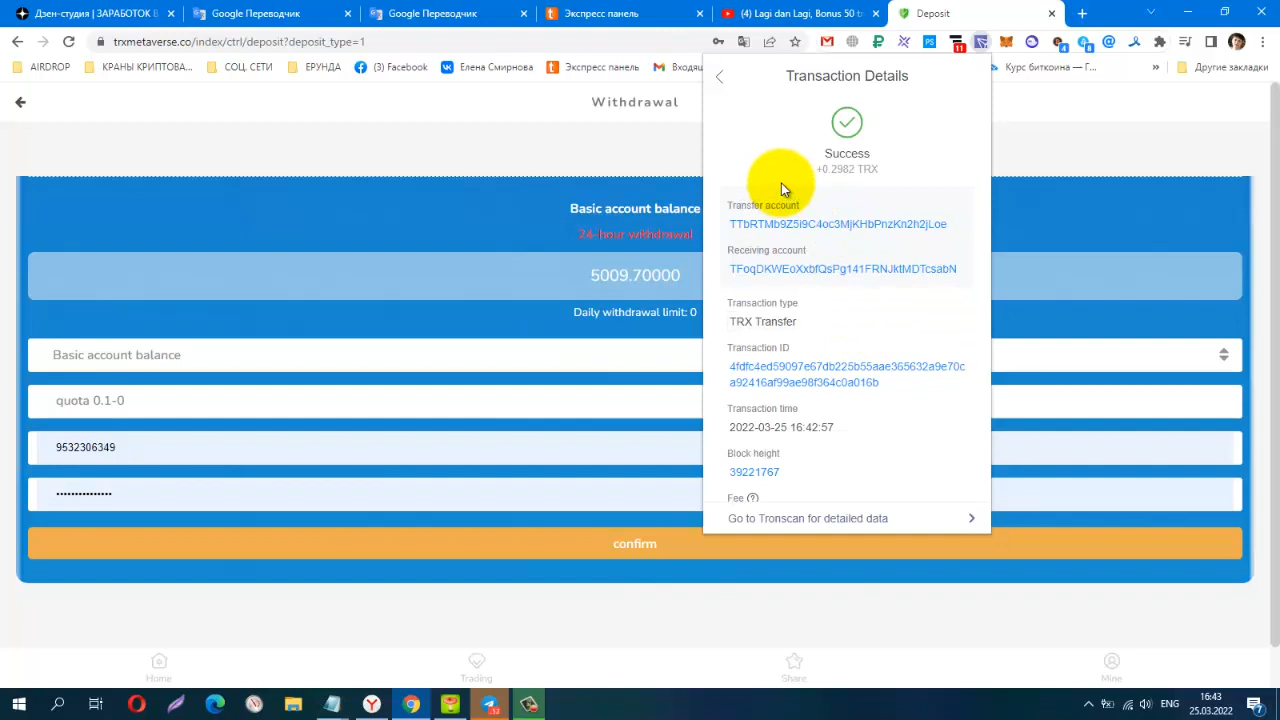 Дзен-студия | ЗАРАБОТОК В
Google Переводчик
Google Переводчик
Экспресс панель
(4) Lagi dan Lagi, Bonus 50 tr
Deposit
trxmetaverse.co/index/ctrl/deposit?deposit_type=1
AIRDROP
КРАНЫ КРИПТОВА...
СОЦ. СЕТИ
ЕРУНДА
(3) Facebook
Елена Смирнова
Экспресс панель
Входящ
Курс биткоина — Г...
Другие закладки
Withdrawal
Transaction Details
Success
+0.2982 TRX
Basic account balance
24-hour withdrawal
5009.70000
Daily withdrawal limit: 0
Basic account balance
quota 0.1-0
9532306349
confirm
Transfer account
TTbRTMb9Z5i9C4oc3MjKHbPnzKn2h2jLoe
Receiving account
TFoqDKWEoXxbfQsPg141FRNJktMDTcsabN
Transaction type
TRX Transfer
Transaction ID
4fdfc4ed59097e67db225b55aae365632a9e70c
a92416af99ae98f364c0a016b
Transaction time
2022-03-25 16:42:57
Block height
39221767
Fee
Go to Tronscan for detailed data
Home
Trading
Share
Mine
ENG
16:43
25.03.2022